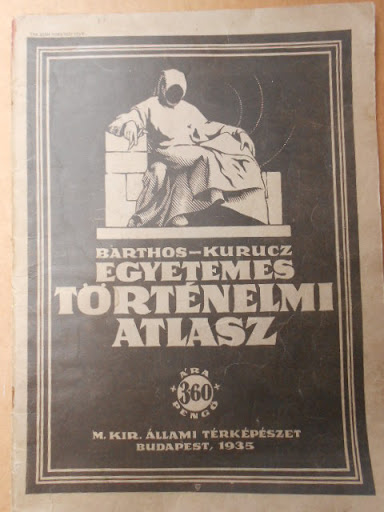 BARTHOS–KURUCZ
EGYETEMES
TÖRTÉNELMI
ATLASZ
ÁRA
360
PENGŐ
M. KIR. ÁLLAMI TÉRKÉPÉSZET
BUDAPEST, 1935